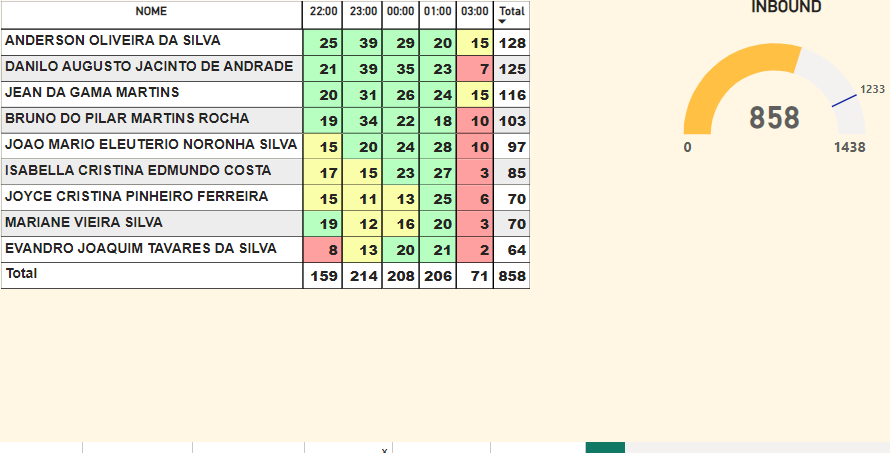 NOME 22:00 23:00 00:00 01:00 03:00 Total
ANDERSON OLIVEIRA DA SILVA 25 39 29 20 15 128
DANILO AUGUSTO JACINTO DE ANDRADE 21 39 35 23 7 125
JEAN DA GAMA MARTINS 20 31 26 24 15 116
BRUNO DO PILAR MARTINS ROCHA 19 34 22 18 10 103
JOAO MARIO ELEUTERIO NORONHA SILVA 15 20 24 28 10 97
ISABELLA CRISTINA EDMUNDO COSTA 17 15 23 27 3 85
JOYCE CRISTINA PINHEIRO FERREIRA 15 11 13 25 6 70
MARIANE VIEIRA SILVA 19 12 16 20 3 70
EVANDRO JOAQUIM TAVARES DA SILVA 8 13 20 21 2 64
Total 159 214 208 206 71 858
INBOUND
1233
858
0 1438
x